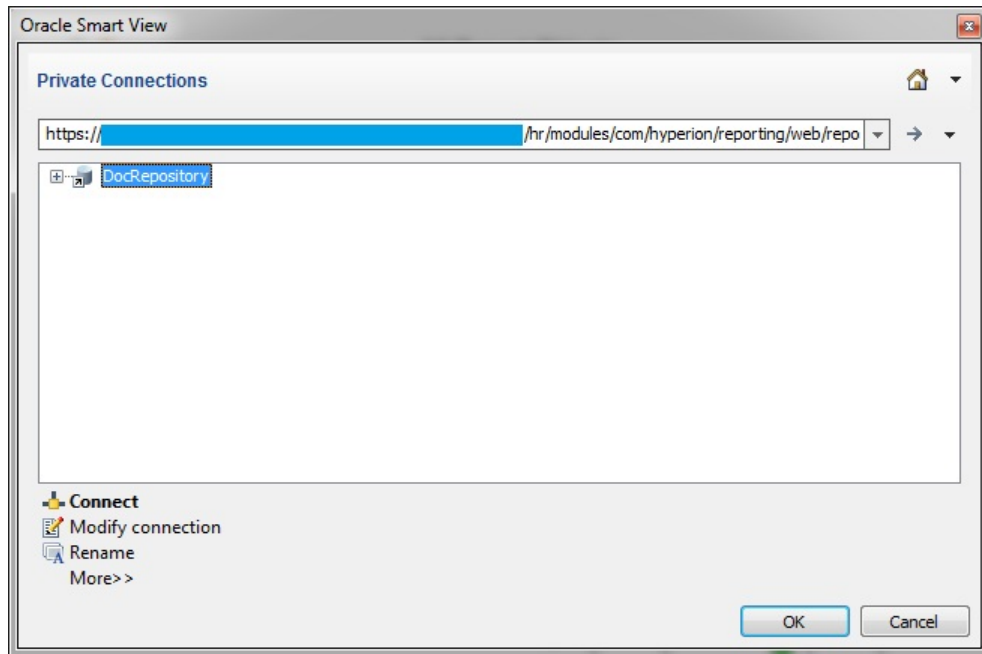 Oracle Smart View
Private Connections
https:// /hr/modules/com/hyperion/reporting/web/repo
DocRepository
Connect
Modify connection
Rename
More>>
OK Cancel